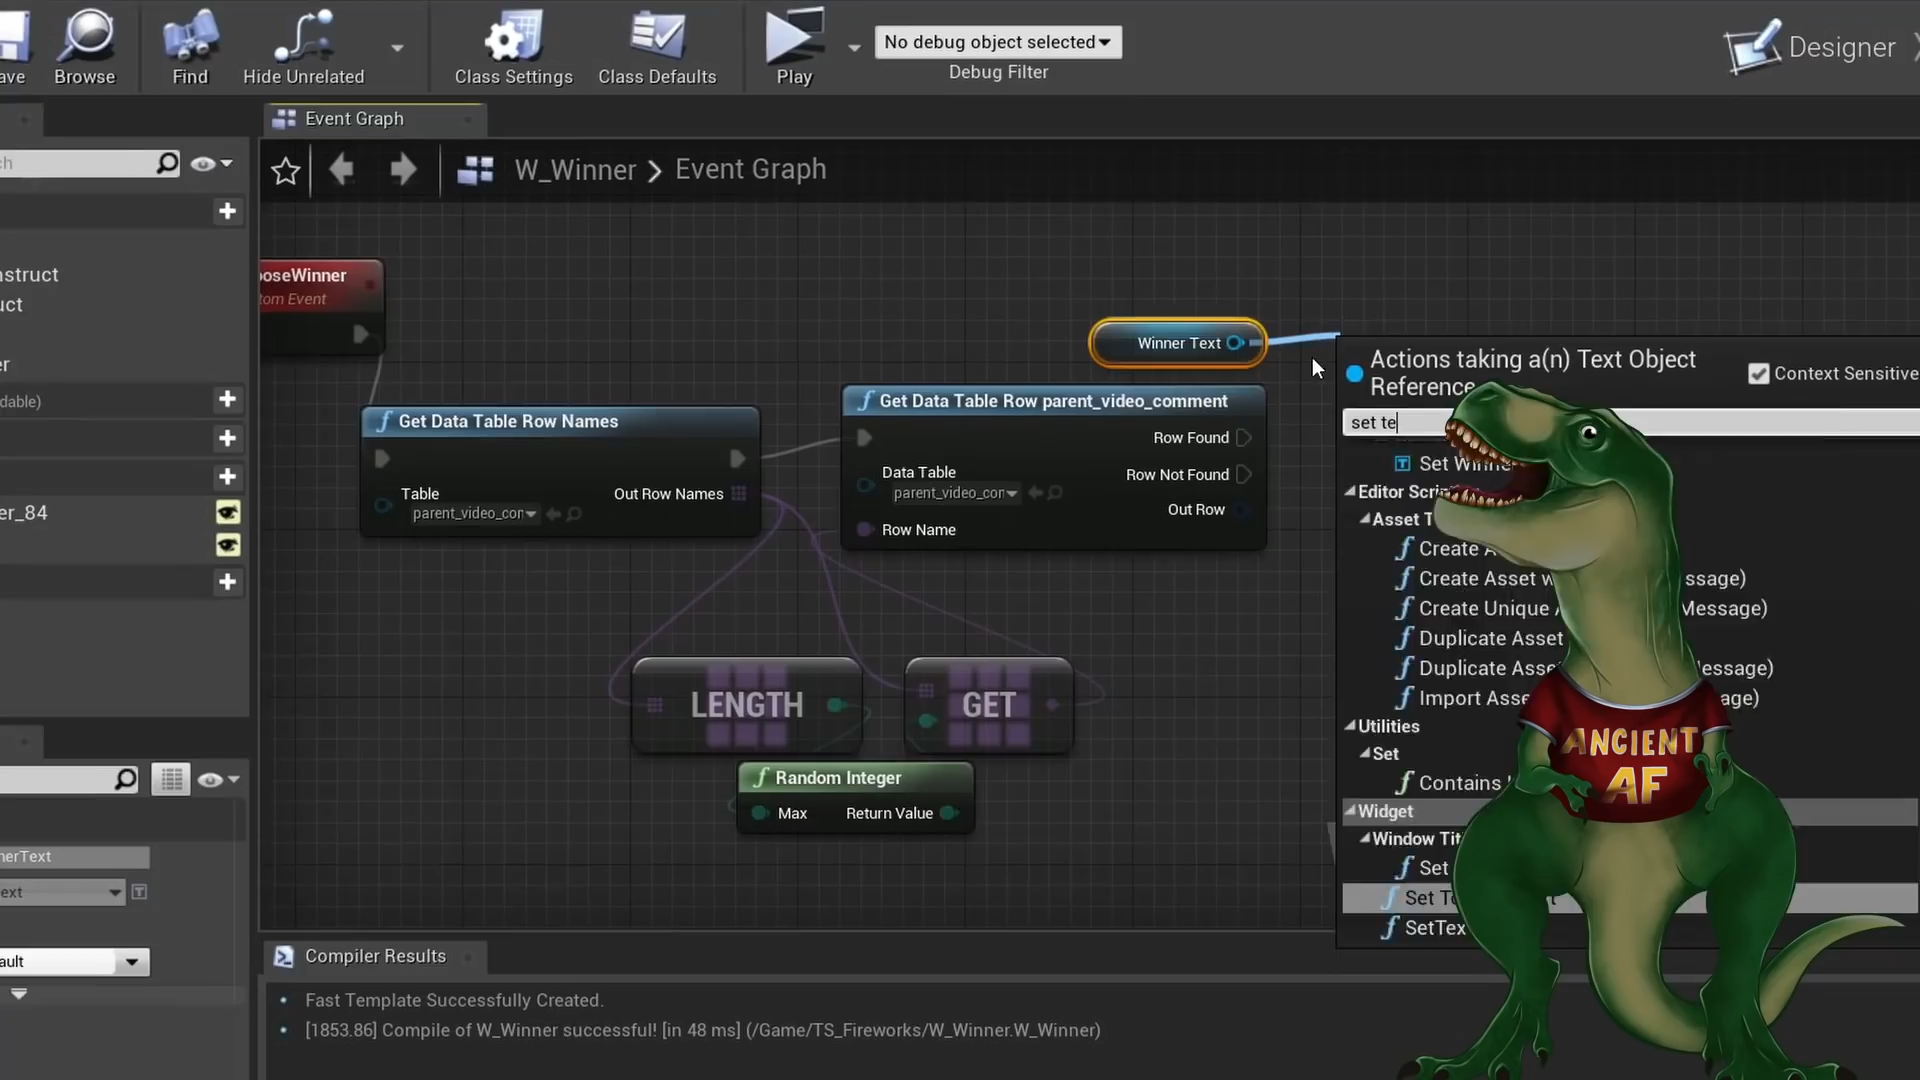 ave
Browse
Find
Hide Unrelated
Class Settings
Class Defaults
Play
No debug object selected
Debug Filter
Designer
Event Graph
ch
W_Winner > Event Graph
nstruct
uct
er
dable)
er_84
ooseWinner
tom Event
Winner Text
Get Data Table Row Names
Table
parent_video_con
Out Row Names
Get Data Table Row parent_video_comment
Row Found
Data Table
parent_video_con
Row Not Found
Out Row
Row Name
LENGTH
GET
Random Integer
Max
Return Value
Actions taking a(n) Text Object
Reference
Context Sensitive
set te
Set Winne
Editor Scri
Asset T
Create A
Create Asset w ssage)
Create Unique A Message)
Duplicate Asset
Duplicate Asse lessage)
Import Asse age)
Utilities
Set
Contains
Widget
Window Tit
Set
Set To t
SetTex
ANCIENT
AF
nerText
ext
ault
Compiler Results
Fast Template Successfully Created.
[1853.86] Compile of W_Winner successful! [in 48 ms] (/Game/TS_Fireworks/W_Winner.W_Winner)